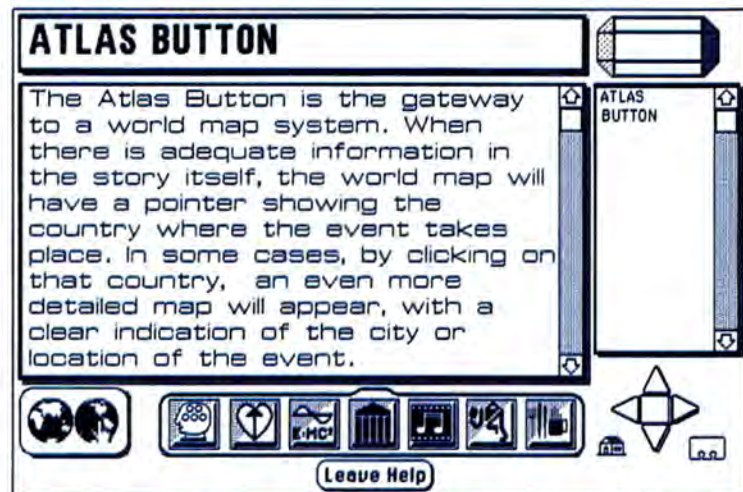 ATLAS BUTTON
The Atlas Button is the gateway
to a world map system. When
there is adequate information in
the story itself, the world map will
have a pointer showing the
country where the event takes
place. In some cases, by clicking on
that country, an even more
detailed map will appear, with a
clear indication of the city or
location of the event.
ATLAS
BUTTON
E=MC²
Leave Help